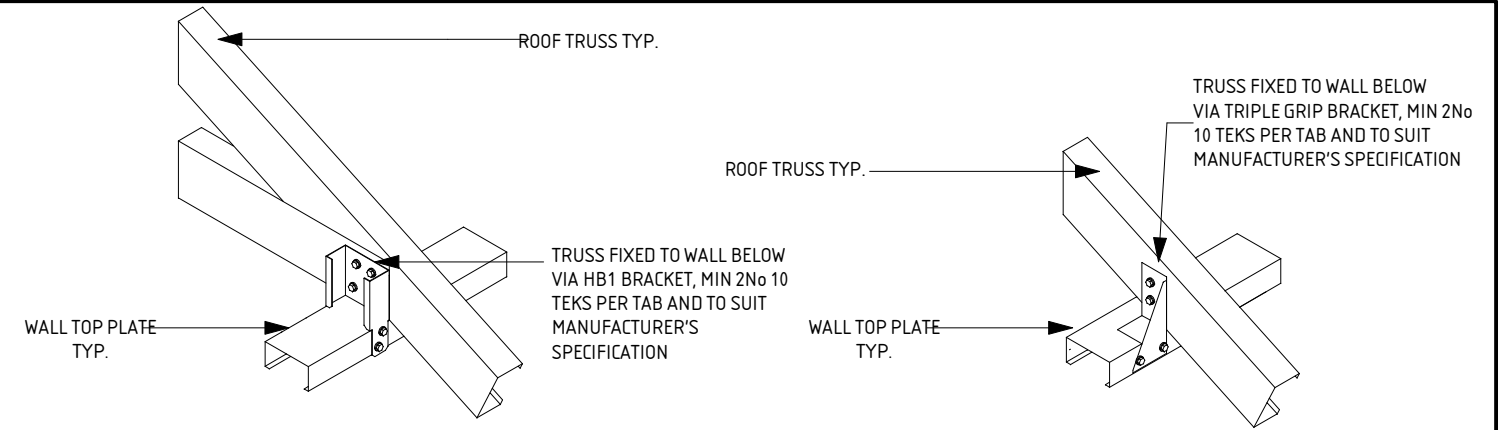 ROOF TRUSS TYP.
TRUSS FIXED TO WALL BELOW
VIA HB1 BRACKET, MIN 2No 10
TEKS PER TAB AND TO SUIT
MANUFACTURER'S
SPECIFICATION
WALL TOP PLATE
TYP.
TRUSS FIXED TO WALL BELOW
VIA TRIPLE GRIP BRACKET, MIN 2No
10 TEKS PER TAB AND TO SUIT
MANUFACTURER'S SPECIFICATION
ROOF TRUSS TYP.
WALL TOP PLATE
TYP.